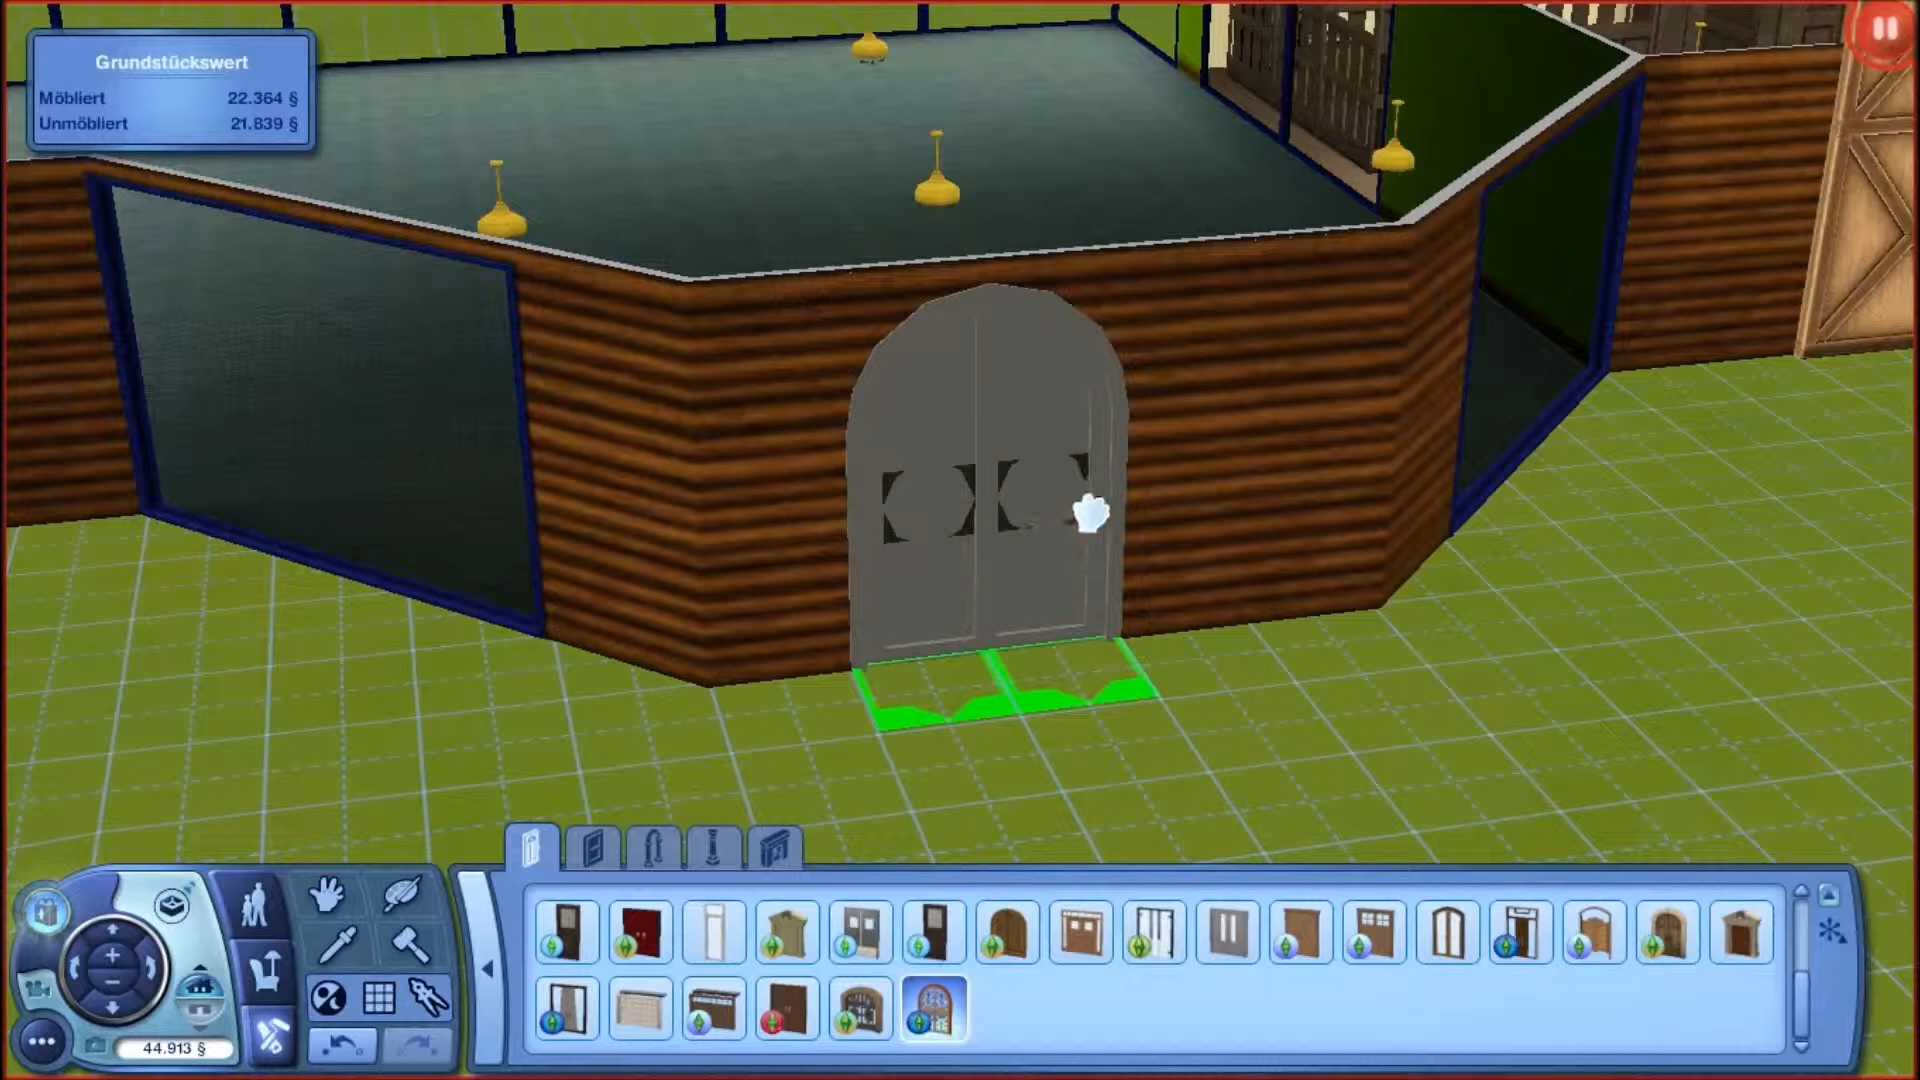 Grundstückswert
Möbliert 22.364 §
Unmöbliert 21.839 §
44.913 §